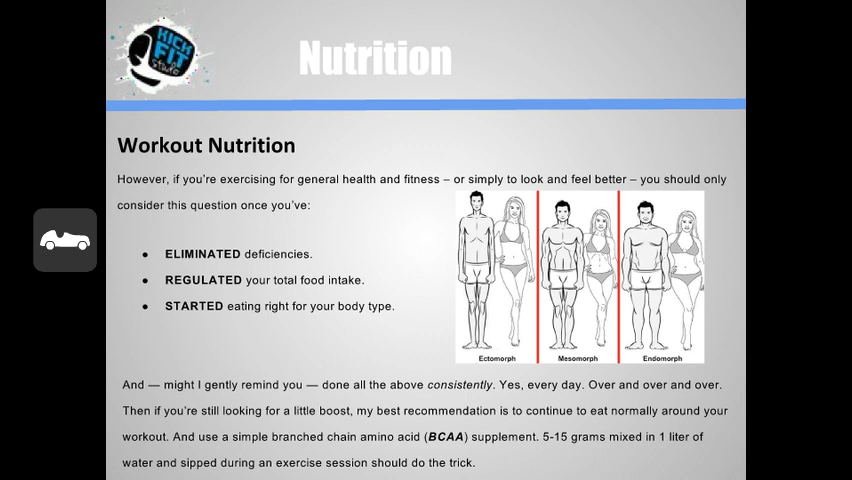 KICK
FIT
Studio
Nutrition
Workout Nutrition
However, if you're exercising for general health and fitness – or simply to look and feel better – you should only
consider this question once you've:
● ELIMINATED deficiencies.
● REGULATED your total food intake.
● STARTED eating right for your body type.
Ectomorph Mesomorph Endomorph
And — might I gently remind you — done all the above consistently. Yes, every day. Over and over and over.
Then if you're still looking for a little boost, my best recommendation is to continue to eat normally around your
workout. And use a simple branched chain amino acid (BCAA) supplement. 5-15 grams mixed in 1 liter of
water and sipped during an exercise session should do the trick.